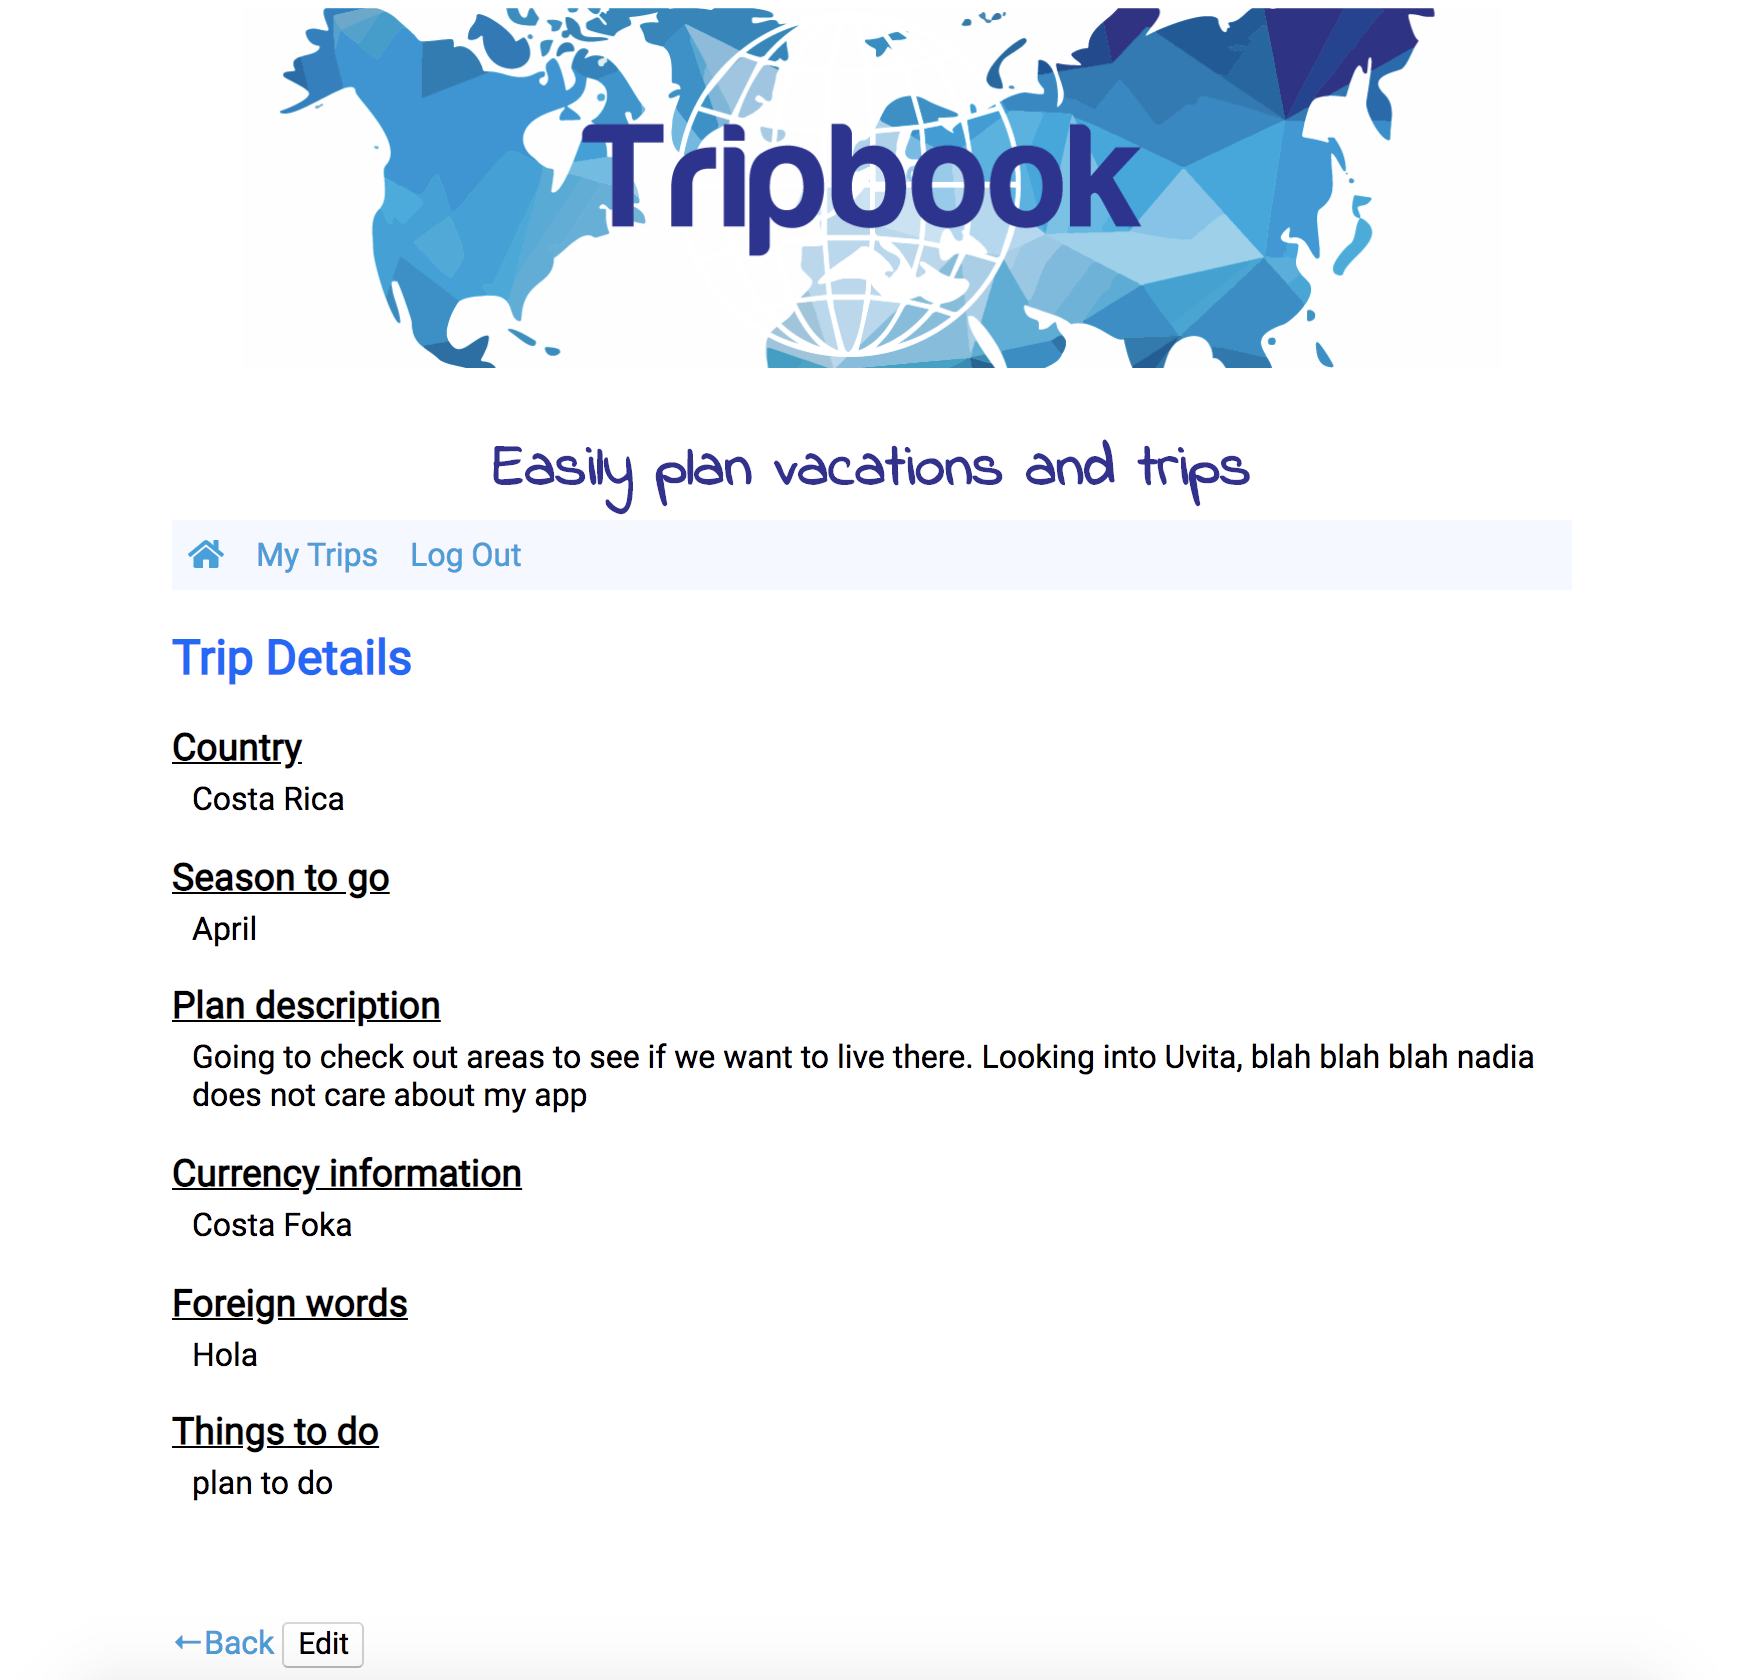 Tripbook
Easily plan vacations and trips
My Trips Log Out
Trip Details
Country
Costa Rica
Season to go
April
Plan description
Going to check out areas to see if we want to live there. Looking into Uvita, blah blah blah nadia
does not care about my app
Currency information
Costa Foka
Foreign words
Hola
Things to do
plan to do
←Back Edit